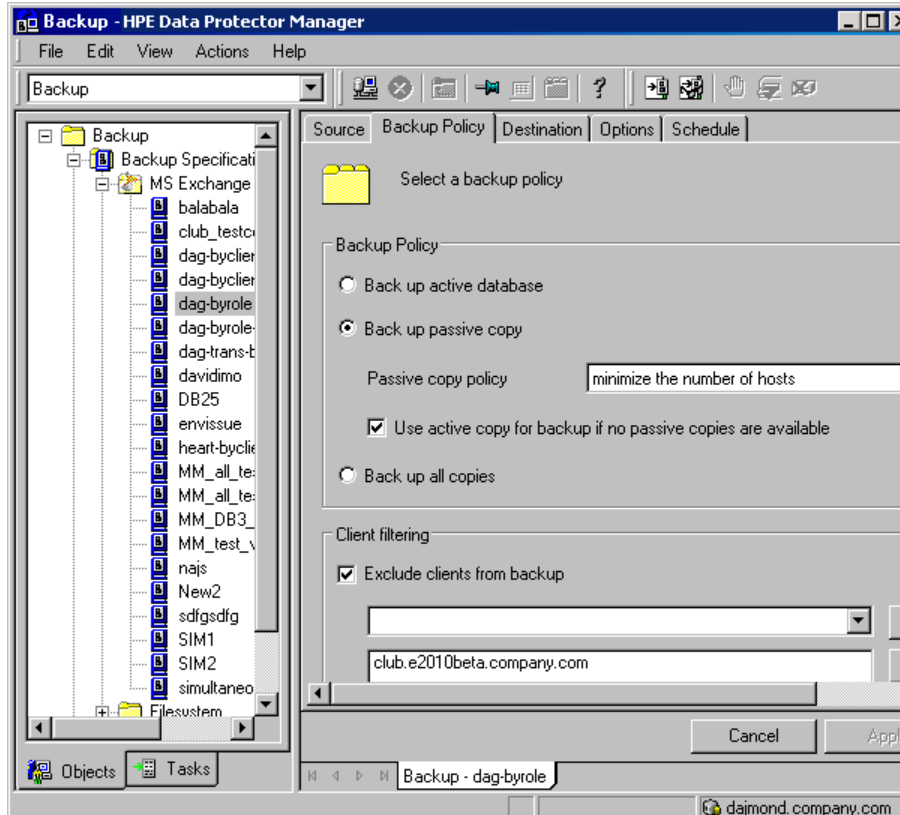 Backup - HPE Data Protector Manager
File Edit View Actions Help
Backup
Backup
Backup Specificati
MS Exchange
balabala
club_testc
dag-byclier
dag-byclier
dag-byrole
dag-byrole-
dag-trans-b
davidimo
DB25
envissue
heart-byclie
MM_all_te
MM_all_te
MM_DB3_
MM_test_v
najs
New2
sdfgsdfg
SIM1
SIM2
simultaneo
Filesystem
Objects Tasks
Source Backup Policy Destination Options Schedule
Select a backup policy
Backup Policy
Back up active database
Back up passive copy
Passive copy policy minimize the number of hosts
Use active copy for backup if no passive copies are available
Back up all copies
Client filtering
Exclude clients from backup
club.e2010beta.company.com
Cancel Appl
Backup - dag-byrole
dajmond.company.com